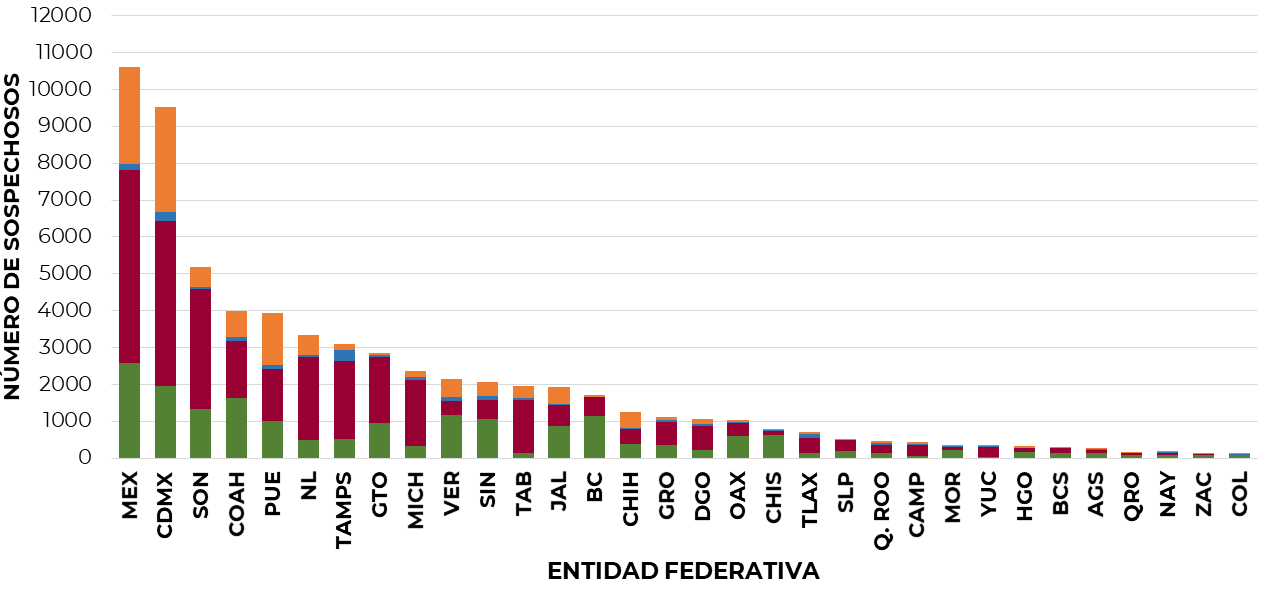 12000
11000
10000
9000
8000
7000
6000
5000
4000
3000
2000
1000
0
NÚMERO DE SOSPECHOSOS
MEX
CDMX
SON
COAH
PUE
NL
TAMPS
GTO
MICH
VER
SIN
TAB
JAL
BC
CHIH
GRO
DGO
OAX
CHIS
TLAX
SLP
Q. ROO
CAMP
MOR
YUC
HGO
BCS
AGS
QRO
NAY
ZAC
COL
ENTIDAD FEDERATIVA